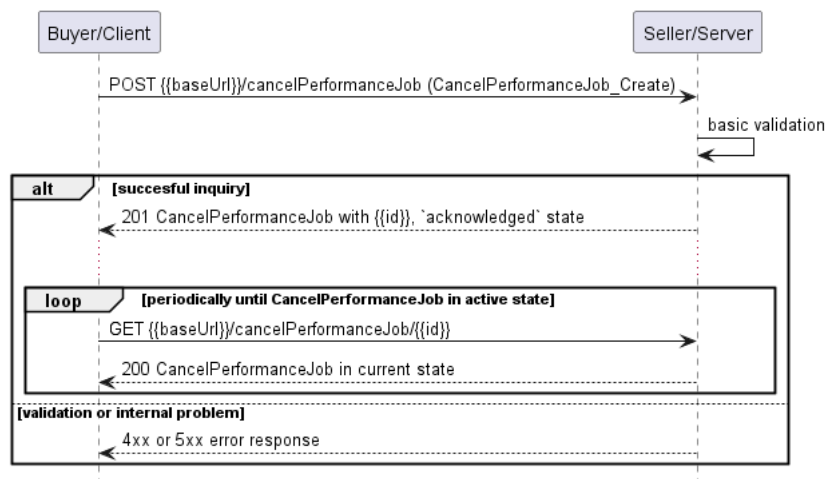 Buyer/Client
Seller/Server
POST {{baseUrl}}/cancelPerformanceJob (CancelPerformanceJob_Create)
basic validation
alt
[succesful inquiry]
201 CancelPerformanceJob with {{id}}, `acknowledged` state
loop
[periodically until CancelPerformanceJob in active state]
GET {{baseUrl}}/cancelPerformanceJob/{{id}}
200 CancelPerformanceJob in current state
[validation or internal problem]
4xx or 5xx error response